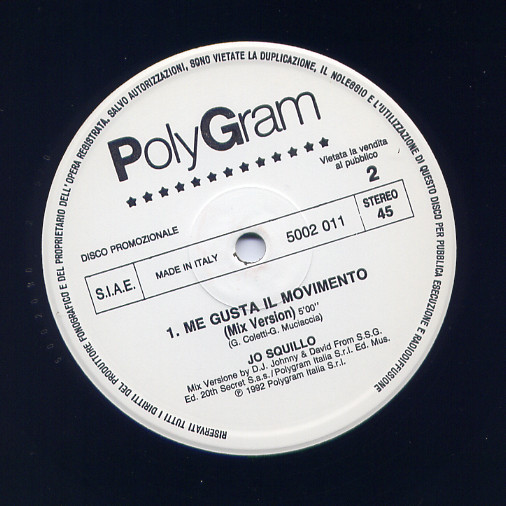 RISERVATI TUTTI I DIRITTI DEL PRODUTTORE FONOGRAFICO E DEL PROPRIETARIO DELL'OPERA REGISTRATA, SALVO AUTORIZZAZIONI, SONO VIETATE LA DUPLICAZIONE, IL NOLEGGIO E L'UTILIZZAZIONE DI QUESTO DISCO PER PUBBLICA ESECUZIONE E RADIODIFFUSIONE
PolyGram
★★★★★★★★★★★★★
Vietata la vendita
al pubblico
2
DISCO PROMOZIONALE
S.I.A.E.
MADE IN ITALY
5002 011
STEREO
45
1. ME GUSTA IL MOVIMENTO
(Mix Version) 5'00"
(G. Coletti-G. Muciaccia)
JO SQUILLO
Mix Versione by D.J. Johnny & David From S.S.G.
Ed. 20th Secret S.a.s./Polygram Italia S.r.l. Ed. Mus.
℗ 1992 Polygram Italia S.r.l.